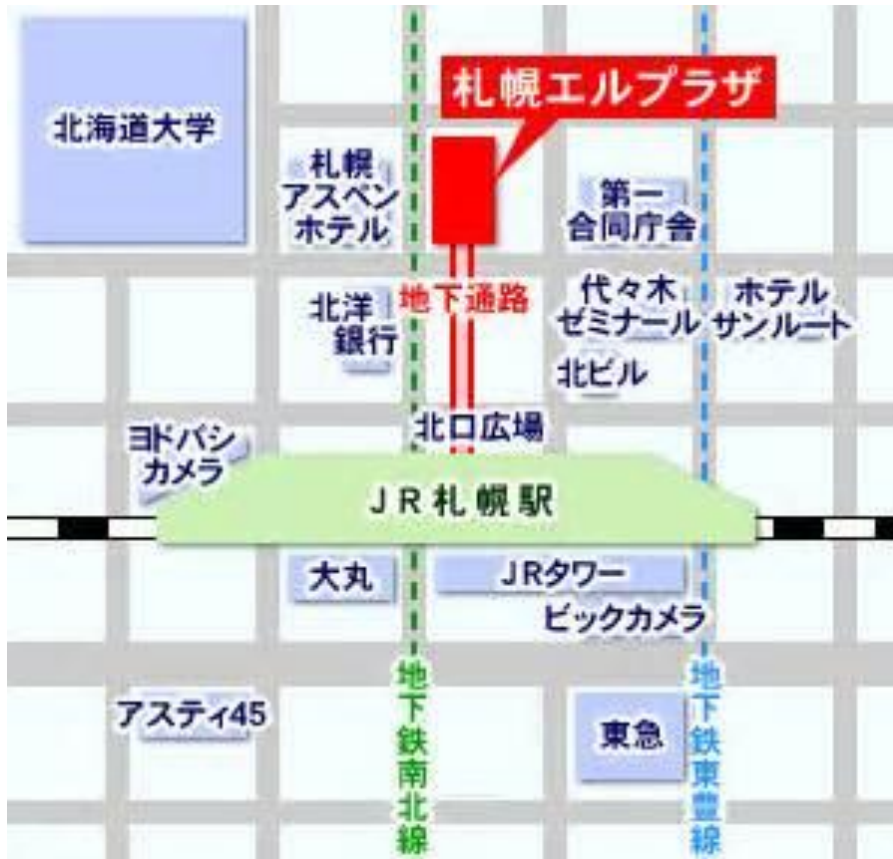 札幌エルプラザ
北海道大学
札幌
アスペン
ホテル
第一
合同庁舎
北洋
銀行
地下通路
代々木
ゼミナール
ホテル
サンルート
北ビル
北口広場
ヨドバシ
カメラ
JR札幌駅
大丸
JRタワー
ビックカメラ
地下鉄南北線
地下鉄東豊線
アスティ45
東急